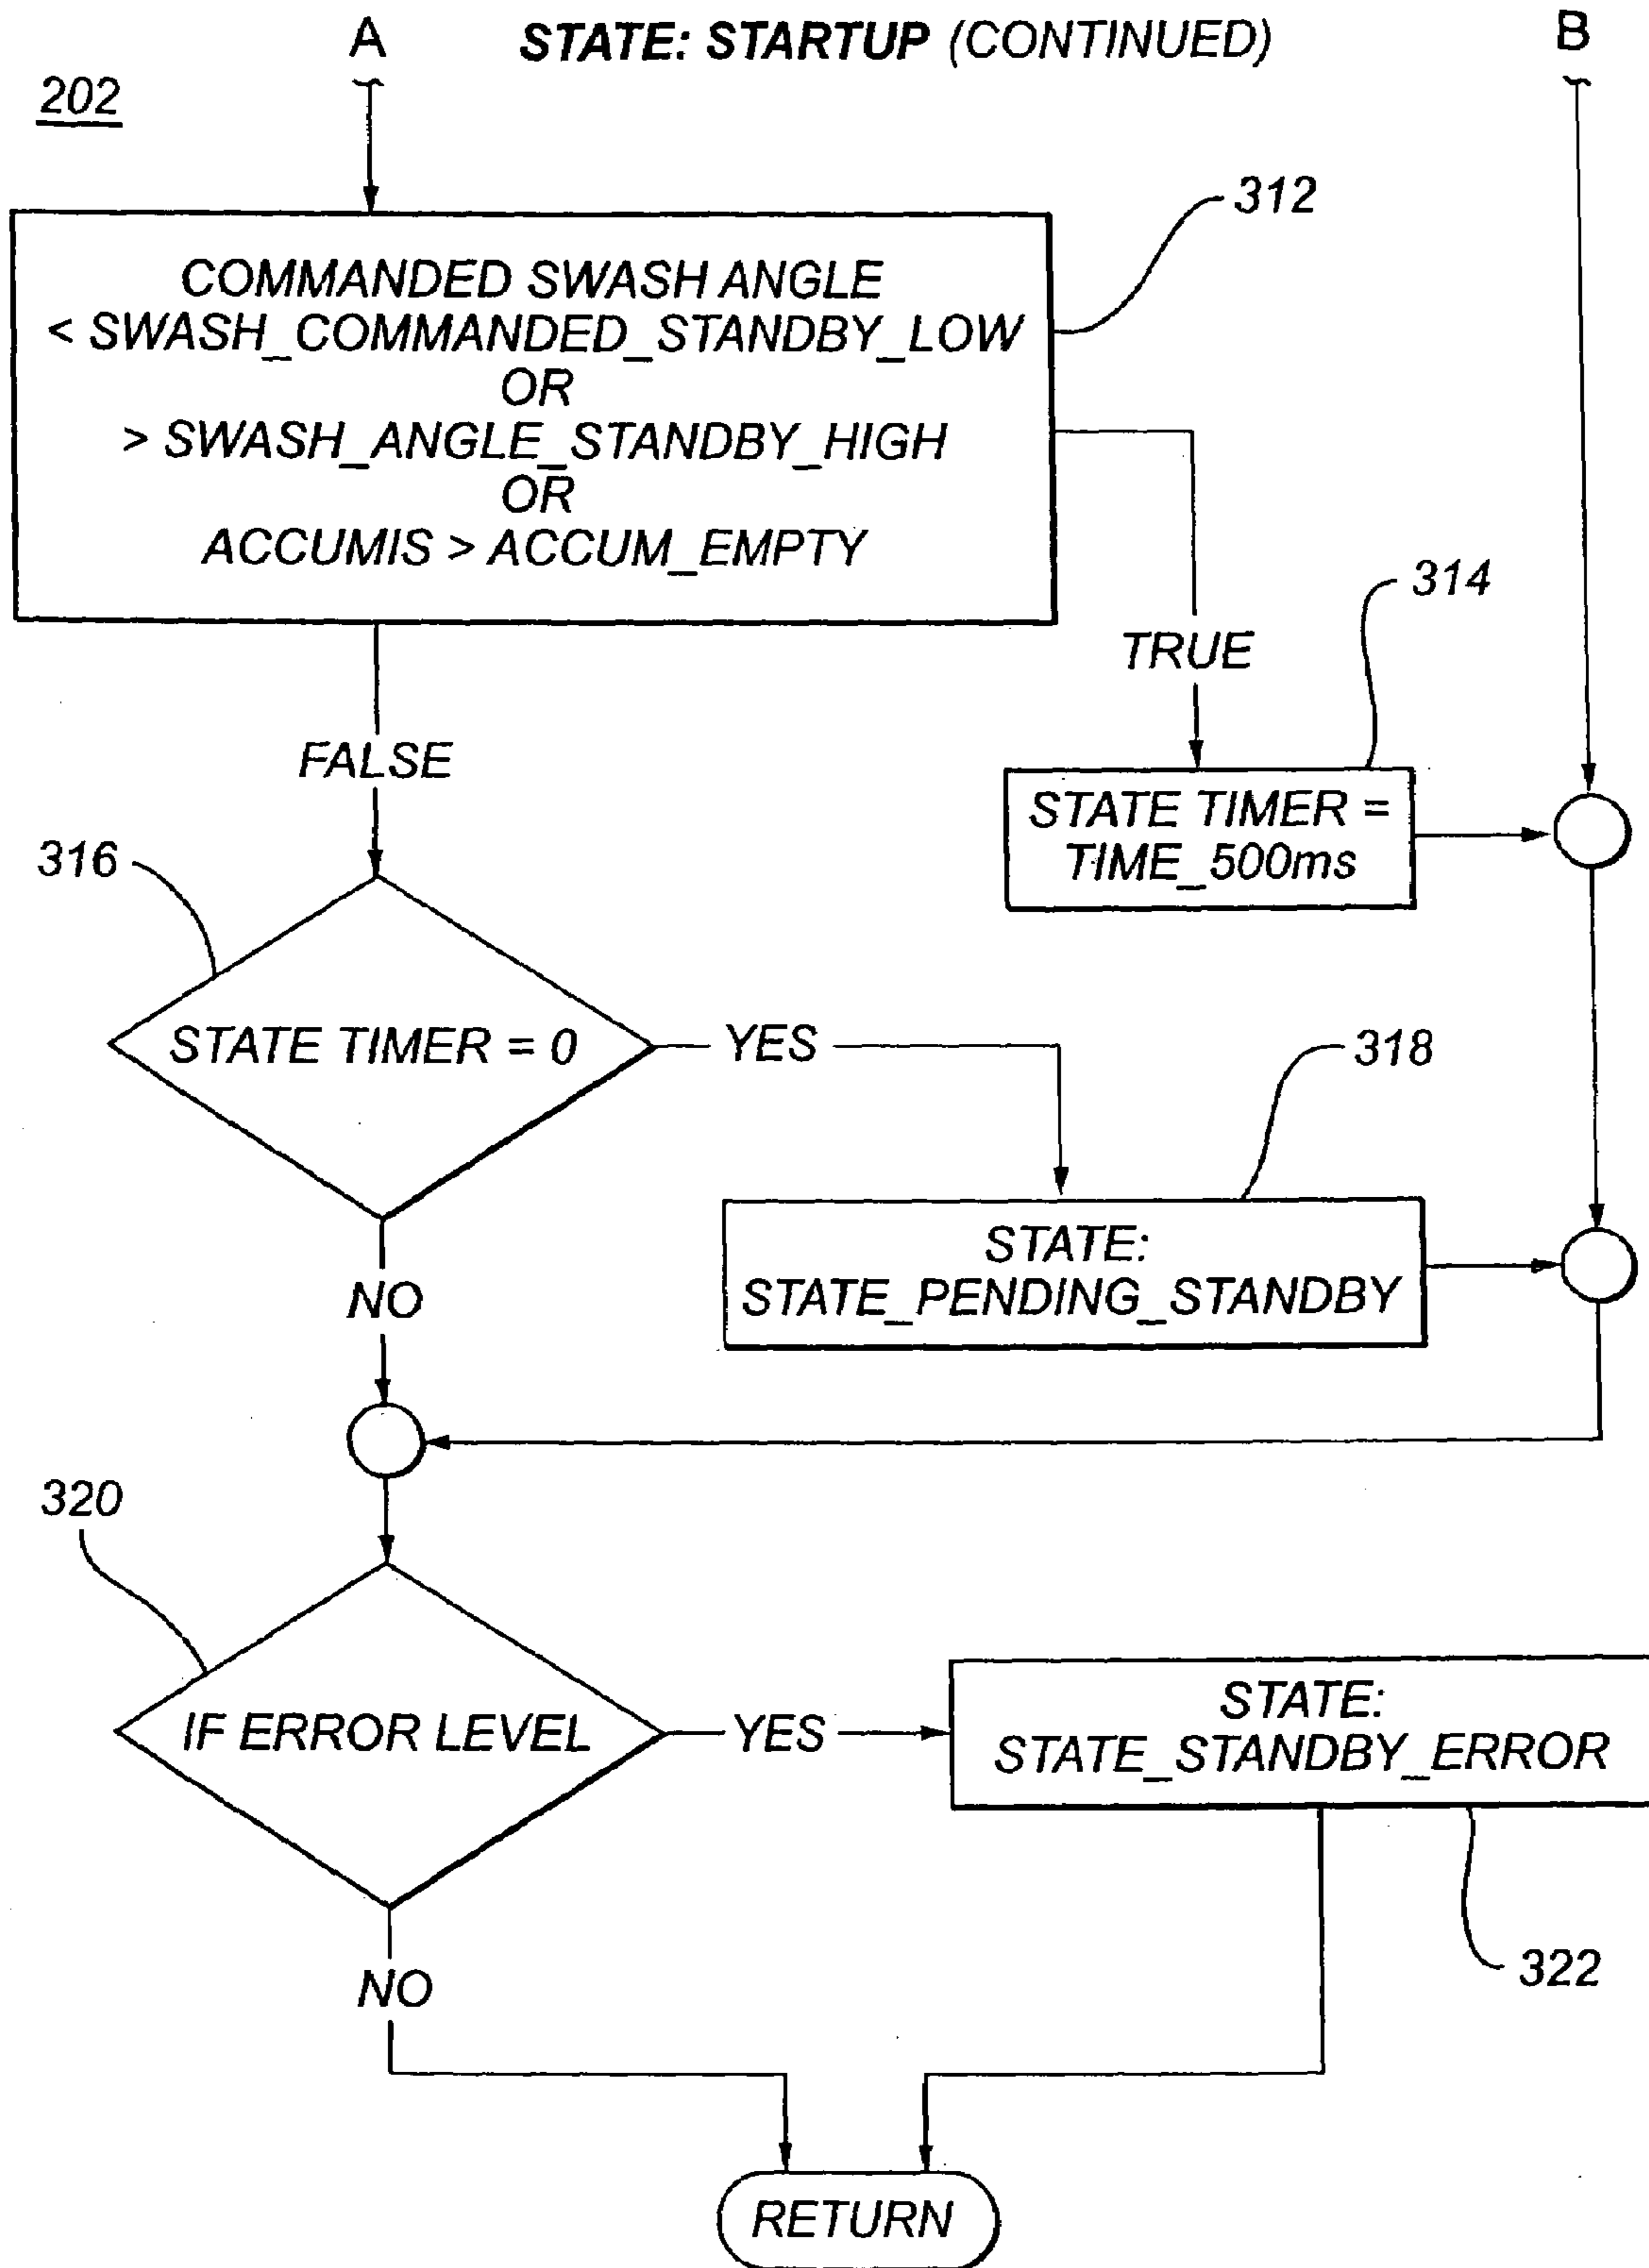 A
STATE: STARTUP (CONTINUED)
B
202
312
COMMANDED SWASH ANGLE
< SWASH_COMMANDED_STANDBY_LOW
OR
> SWASH_ANGLE_STANDBY_HIGH
OR
ACCUMIS > ACCUM_EMPTY
314
TRUE
FALSE
STATE TIMER =
TIME_500ms
316
STATE TIMER = 0
YES
318
STATE:
STATE_PENDING_STANDBY
NO
320
IF ERROR LEVEL
YES
STATE:
STATE_STANDBY_ERROR
322
NO
RETURN